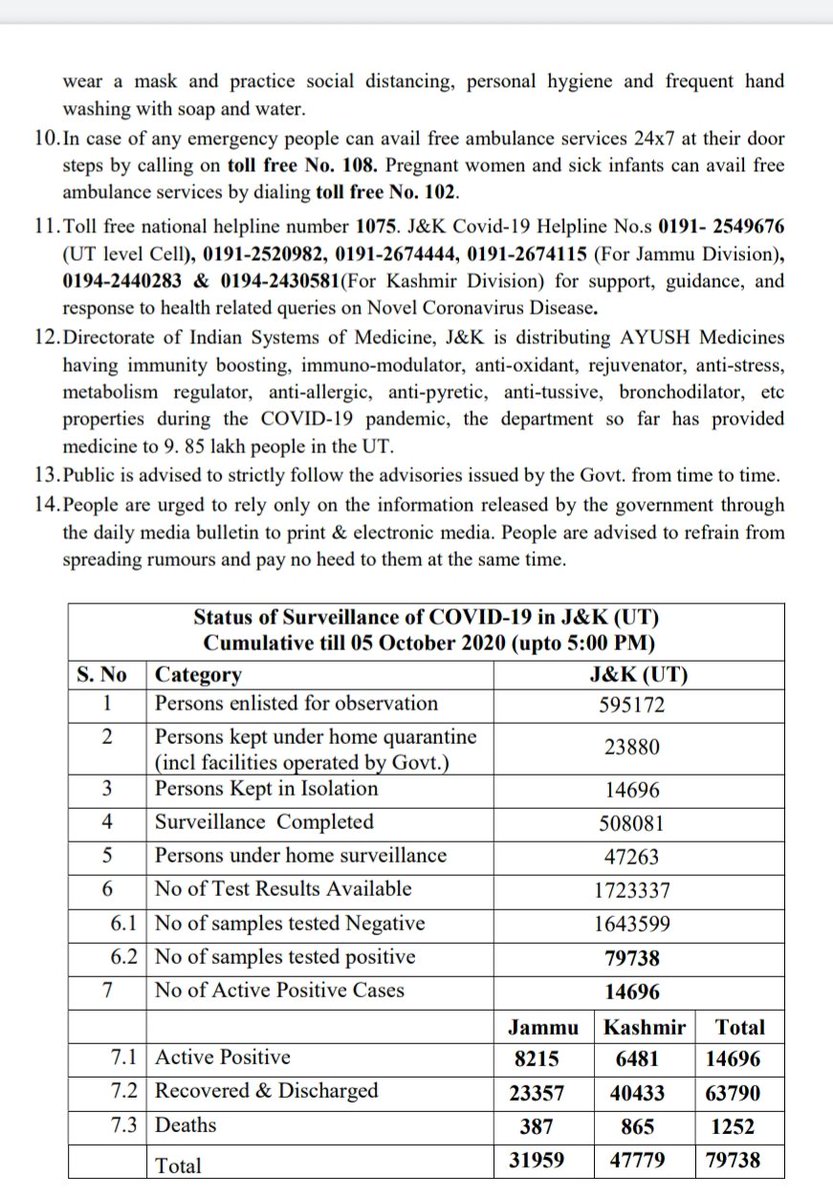 wear a mask and practice social distancing, personal hygiene and frequent hand
washing with soap and water.
10. In case of any emergency people can avail free ambulance services 24x7 at their door
steps by calling on toll free No. 108. Pregnant women and sick infants can avail free
ambulance services by dialing toll free No. 102.
11. Toll free national helpline number 1075. J&K Covid-19 Helpline No.s 0191- 2549676
(UT level Cell), 0191-2520982, 0191-2674444, 0191-2674115 (For Jammu Division),
0194-2440283 & 0194-2430581(For Kashmir Division) for support, guidance, and
response to health related queries on Novel Coronavirus Disease.
12. Directorate of Indian Systems of Medicine, J&K is distributing AYUSH Medicines
having immunity boosting, immuno-modulator, anti-oxidant, rejuvenator, anti-stress,
metabolism regulator, anti-allergic, anti-pyretic, anti-tussive, bronchodilator, etc
properties during the COVID-19 pandemic, the department so far has provided
medicine to 9. 85 lakh people in the UT.
13. Public is advised to strictly follow the advisories issued by the Govt. from time to time.
14. People are urged to rely only on the information released by the government through
the daily media bulletin to print & electronic media. People are advised to refrain from
spreading rumours and pay no heed to them at the same time.
Status of Surveillance of COVID-19 in J&K (UT)
Cumulative till 05 October 2020 (upto 5:00 PM)
S. No Category J&K (UT)
1 Persons enlisted for observation 595172
2 Persons kept under home quarantine
(incl facilities operated by Govt.) 23880
3 Persons Kept in Isolation 14696
4 Surveillance Completed 508081
5 Persons under home surveillance 47263
6 No of Test Results Available 1723337
6.1 No of samples tested Negative 1643599
6.2 No of samples tested positive 79738
7 No of Active Positive Cases 14696
Jammu Kashmir Total
7.1 Active Positive 8215 6481 14696
7.2 Recovered & Discharged 23357 40433 63790
7.3 Deaths 387 865 1252
Total 31959 47779 79738